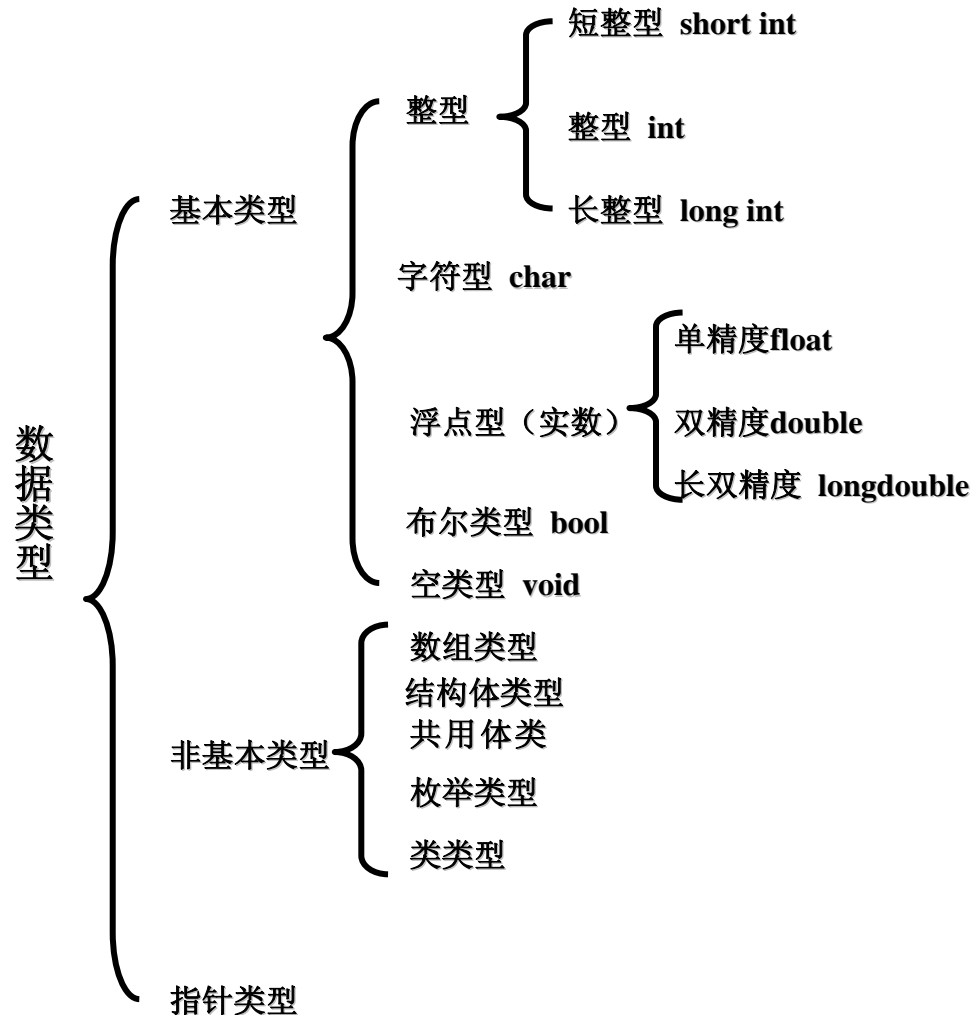 短整型 short int
整型
整型 int
基本类型
长整型 long int
字符型 char
单精度float
浮点型（实数）
双精度double
数据类型
长双精度 longdouble
布尔类型 bool
空类型 void
数组类型
结构体类型
共用体类
非基本类型
枚举类型
类类型
指针类型